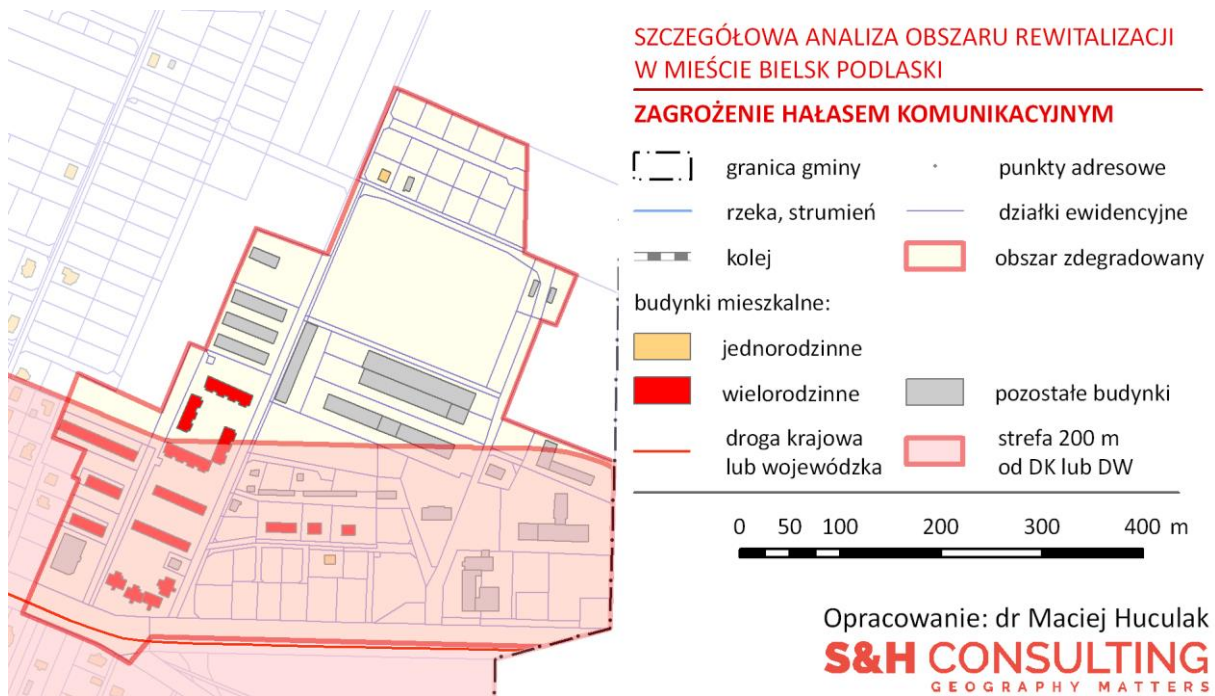 SZCZEGÓŁOWA ANALIZA OBSZARU REWITALIZACJI
W MIEŚCIE BIELSK PODLASKI
ZAGROŻENIE HAŁASEM KOMUNIKACYJNYM
granica gminy
punkty adresowe
rzeka, strumień
działki ewidencyjne
kolej
obszar zdegradowany
budynki mieszkalne:
jednorodzinne
wielorodzinne
pozostałe budynki
droga krajowa
lub wojewódzka
strefa 200 m
od DK lub DW
0 50 100 200 300 400 m
Opracowanie: dr Maciej Huculak
S&H CONSULTING
GEOGRAPHY MATTERS